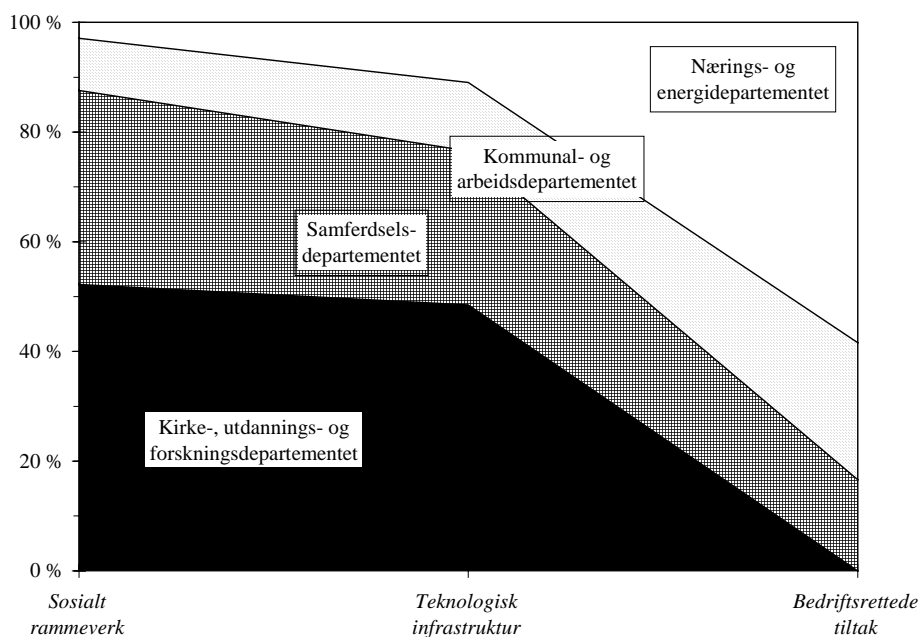 100 %
80 %
60 %
40 %
20 %
0 %
Nærings- og
energidepartementet
Kommunal- og
arbeidsdepartementet
Samferdsels-
departementet
Kirke-, utdannings- og
forskningsdepartementet
Sosialt
rammeverk
Teknologisk
infrastruktur
Bedriftsrettede
tiltak